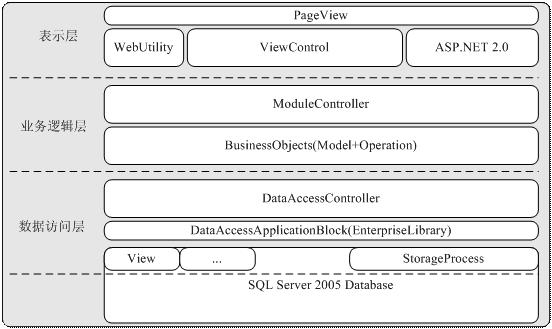 PageView
表示层
WebUtility
ViewControl
ASP.NET 2.0
ModuleController
业务逻辑层
BusinessObjects(Model+Operation)
DataAccessController
数据访问层
DataAccessApplicationBlock(EnterpriseLibrary)
View
...
StorageProcess
SQL Server 2005 Database